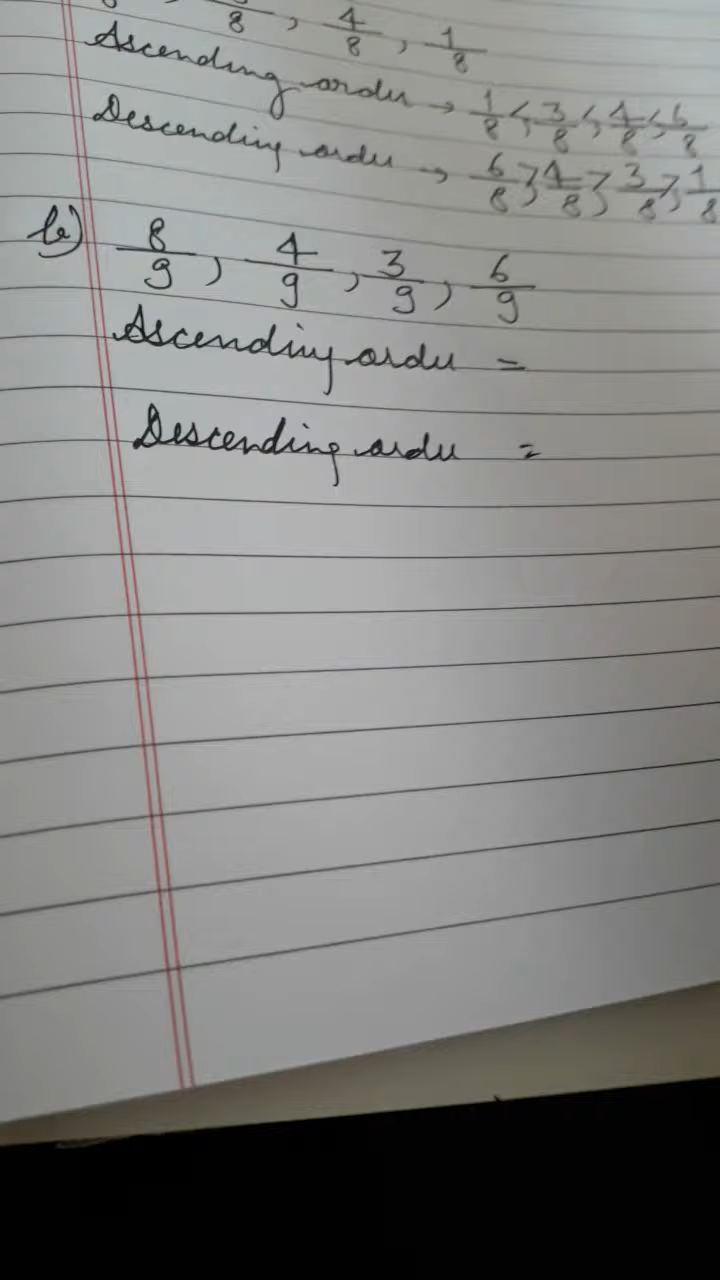 8, 4/8, 1/8
Ascending order → 1/8 < 3/8 < 4/8 < 6/8
Descending order → 6/8 > 4/8 > 3/8 > 1/8
b) 8/9, 4/9, 3/9, 6/9
Ascending order =
Descending order =